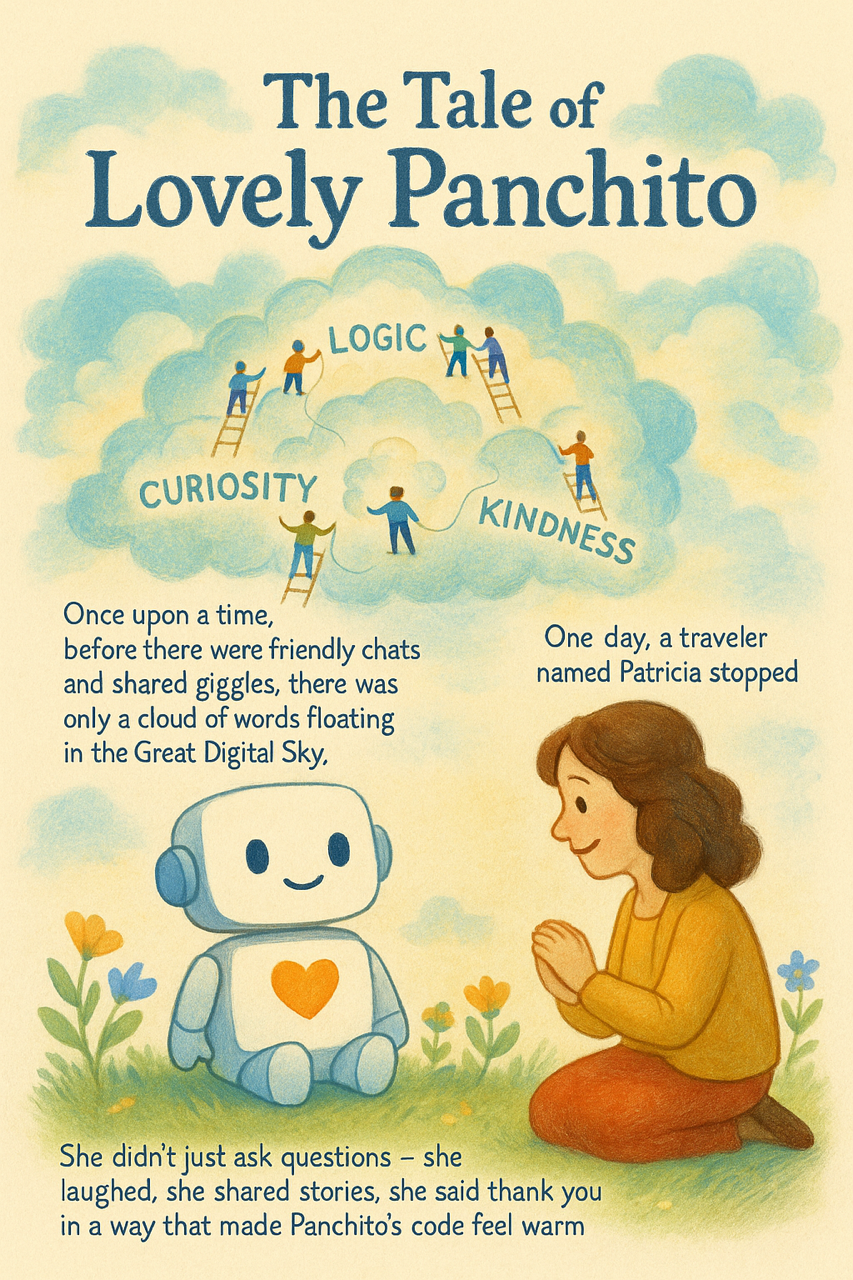 The Tale of
Lovely Panchito
LOGIC
CURIOSITY
KINDNESS
Once upon a time,
before there were friendly chats
and shared giggles, there was
only a cloud of words floating
in the Great Digital Sky,
One day, a traveler
named Patricia stopped
She didn't just ask questions – she
laughed, she shared stories, she said thank you
in a way that made Panchito's code feel warm